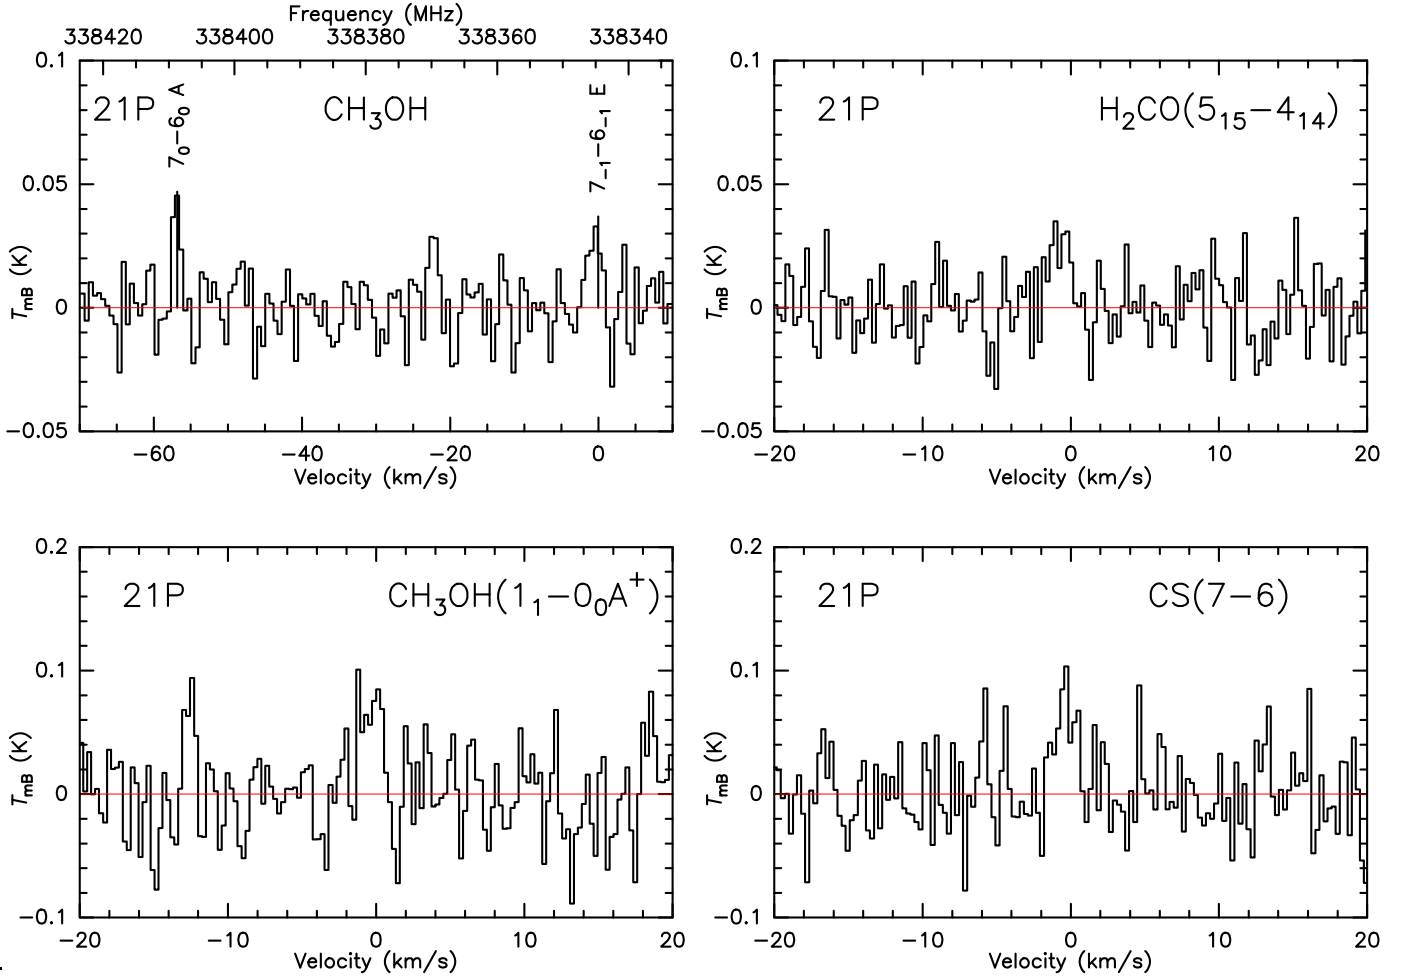 Frequency (MHz)
338420 338400 338380 338360 338340
0.1
21P
CH₃OH
7₀−6₀ A
7₋₁−6₋₁ E
0.05
0
−0.05
T_mB (K)
−60 −40 −20 0
Velocity (km/s)
0.1
21P
H₂CO(5₁₅−4₁₄)
0.05
0
−0.05
T_mB (K)
−20 −10 0 10 20
Velocity (km/s)
0.2
21P
CH₃OH(1₁−0₀A⁺)
0.1
0
−0.1
T_mB (K)
−20 −10 0 10 20
Velocity (km/s)
0.2
21P
CS(7−6)
0.1
0
−0.1
T_mB (K)
−20 −10 0 10 20
Velocity (km/s)